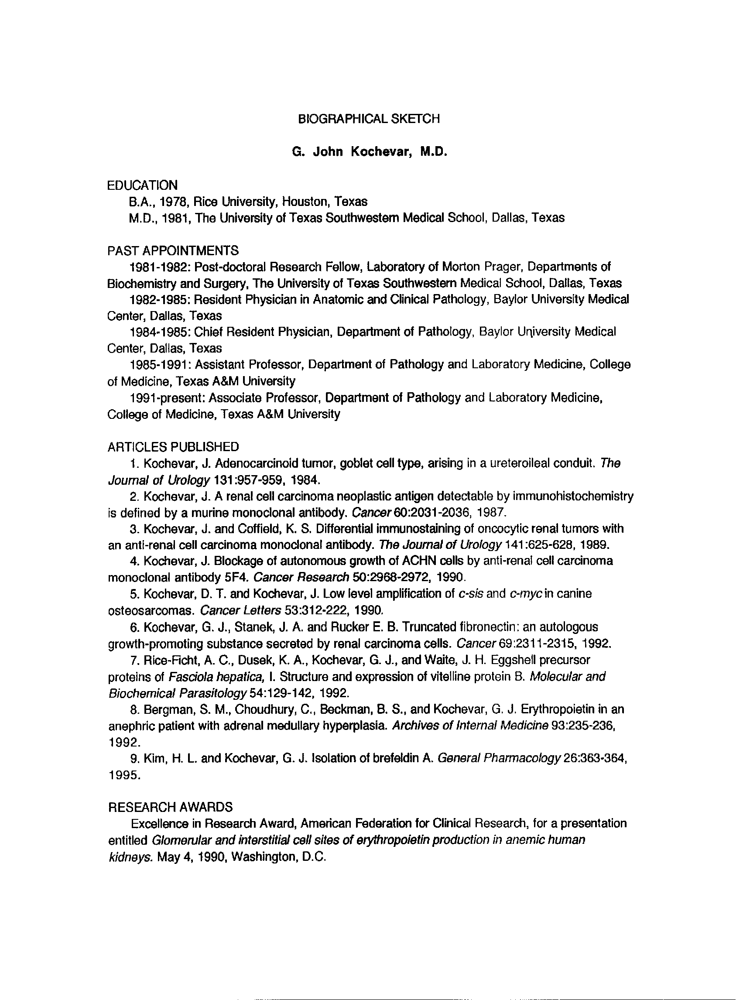 BIOGRAPHICAL SKETCH
G. John Kochevar, M.D.
EDUCATION
B.A., 1978, Rice University, Houston, Texas
M.D., 1981, The University of Texas Southwestern Medical School, Dallas, Texas
PAST APPOINTMENTS
1981-1982: Post-doctoral Research Fellow, Laboratory of Morton Prager, Departments of
Biochemistry and Surgery, The University of Texas Southwestern Medical School, Dallas, Texas
1982-1985: Resident Physician in Anatomic and Clinical Pathology, Baylor University Medical
Center, Dallas, Texas
1984-1985: Chief Resident Physician, Department of Pathology, Baylor University Medical
Center, Dallas, Texas
1985-1991: Assistant Professor, Department of Pathology and Laboratory Medicine, College
of Medicine, Texas A&M University
1991-present: Associate Professor, Department of Pathology and Laboratory Medicine,
College of Medicine, Texas A&M University
ARTICLES PUBLISHED
1. Kochevar, J. Adenocarcinoid tumor, goblet cell type, arising in a ureteroileal conduit. The
Journal of Urology 131:957-959, 1984.
2. Kochevar, J. A renal cell carcinoma neoplastic antigen detectable by immunohistochemistry
is defined by a murine monoclonal antibody. Cancer 60:2031-2036, 1987.
3. Kochevar, J. and Coffield, K. S. Differential immunostaining of oncocytic renal tumors with
an anti-renal cell carcinoma monoclonal antibody. The Journal of Urology 141:625-628, 1989.
4. Kochevar, J. Blockage of autonomous growth of ACHN cells by anti-renal cell carcinoma
monoclonal antibody 5F4. Cancer Research 50:2968-2972, 1990.
5. Kochevar, D. T. and Kochevar, J. Low level amplification of c-sis and c-myc in canine
osteosarcomas. Cancer Letters 53:312-222, 1990.
6. Kochevar, G. J., Stanek, J. A. and Rucker E. B. Truncated fibronectin: an autologous
growth-promoting substance secreted by renal carcinoma cells. Cancer 69:2311-2315, 1992.
7. Rice-Ficht, A. C., Dusek, K. A., Kochevar, G. J., and Waite, J. H. Eggshell precursor
proteins of Fasciola hepatica, I. Structure and expression of vitelline protein B. Molecular and
Biochemical Parasitology 54:129-142, 1992.
8. Bergman, S. M., Choudhury, C., Beckman, B. S., and Kochevar, G. J. Erythropoietin in an
anephric patient with adrenal medullary hyperplasia. Archives of Internal Medicine 93:235-236,
1992.
9. Kim, H. L. and Kochevar, G. J. Isolation of brefeldin A. General Pharmacology 26:363-364,
1995.
RESEARCH AWARDS
Excellence in Research Award, American Federation for Clinical Research, for a presentation
entitled Glomerular and interstitial cell sites of erythropoietin production in anemic human
kidneys. May 4, 1990, Washington, D.C.